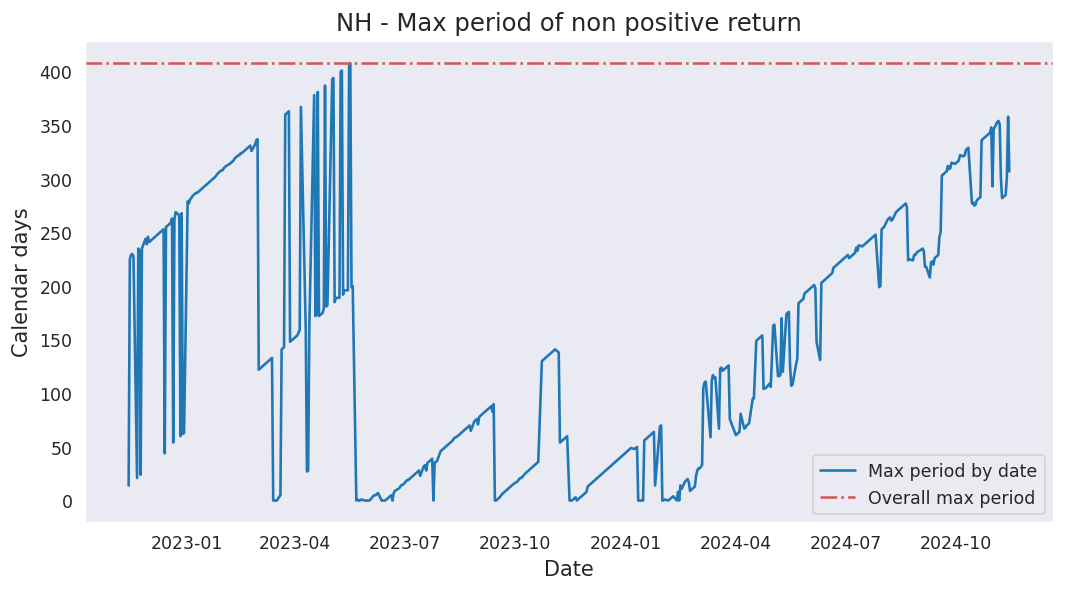 NH - Max period of non positive return
Calendar days
400
350
300
250
200
150
100
50
0
Max period by date
Overall max period
2023-01 2023-04 2023-07 2023-10 2024-01 2024-04 2024-07 2024-10
Date